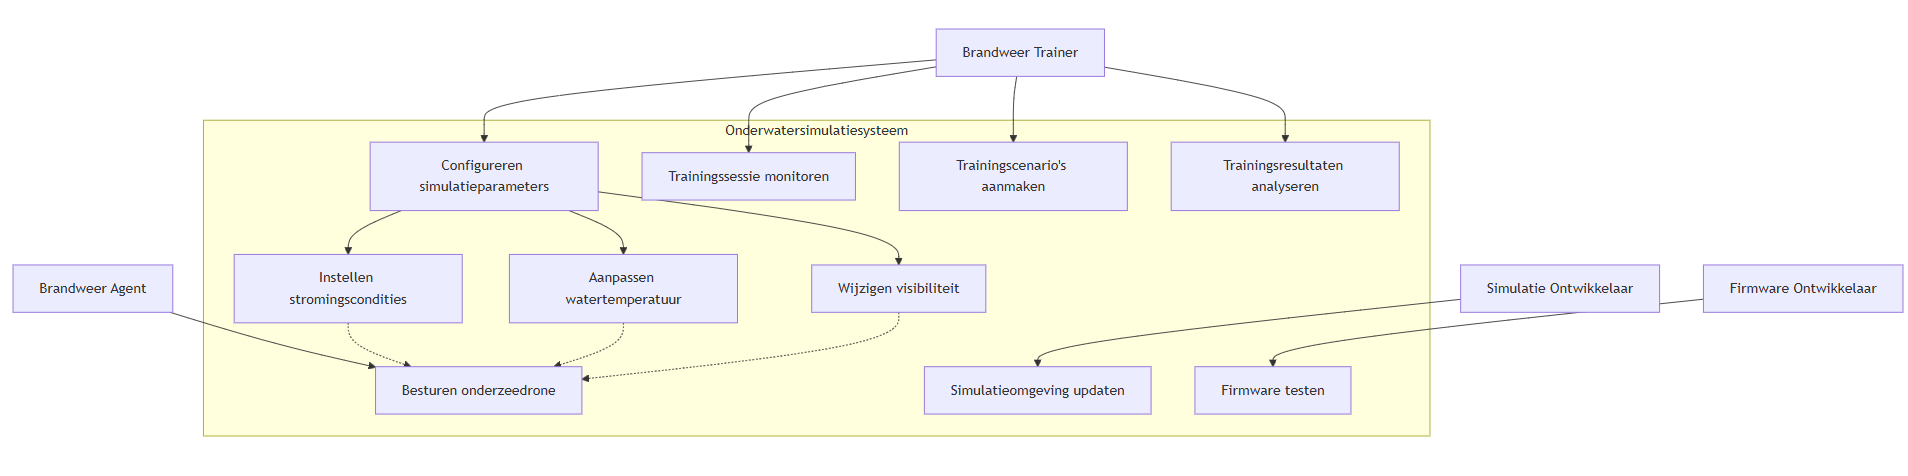 Brandweer Trainer
Onderwatersimulatiesysteem
Configureren
simulatieparameters
Trainingssessie monitoren
Trainingscenario's
aanmaken
Trainingsresultaten
analyseren
Brandweer Agent
Instellen
stromingscondities
Aanpassen
watertemperatuur
Wijzigen visibiliteit
Simulatie Ontwikkelaar
Firmware Ontwikkelaar
Besturen onderzeedrone
Simulatieomgeving updaten
Firmware testen